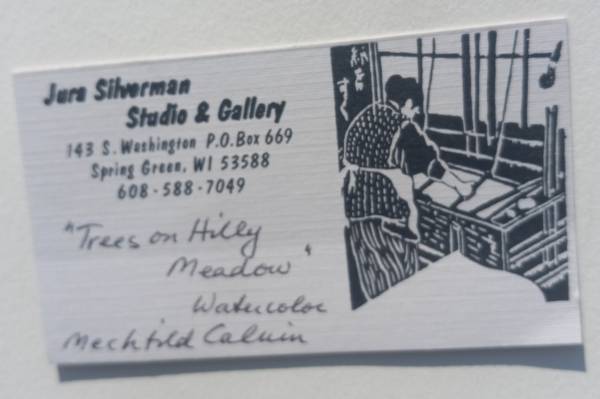 Jura Silverman
Studio & Gallery
143 S. Washington P.O. Box 669
Spring Green, WI 53588
608-588-7049
"Trees on Hilly
Meadow"
Watercolor
Mechtild Calvin